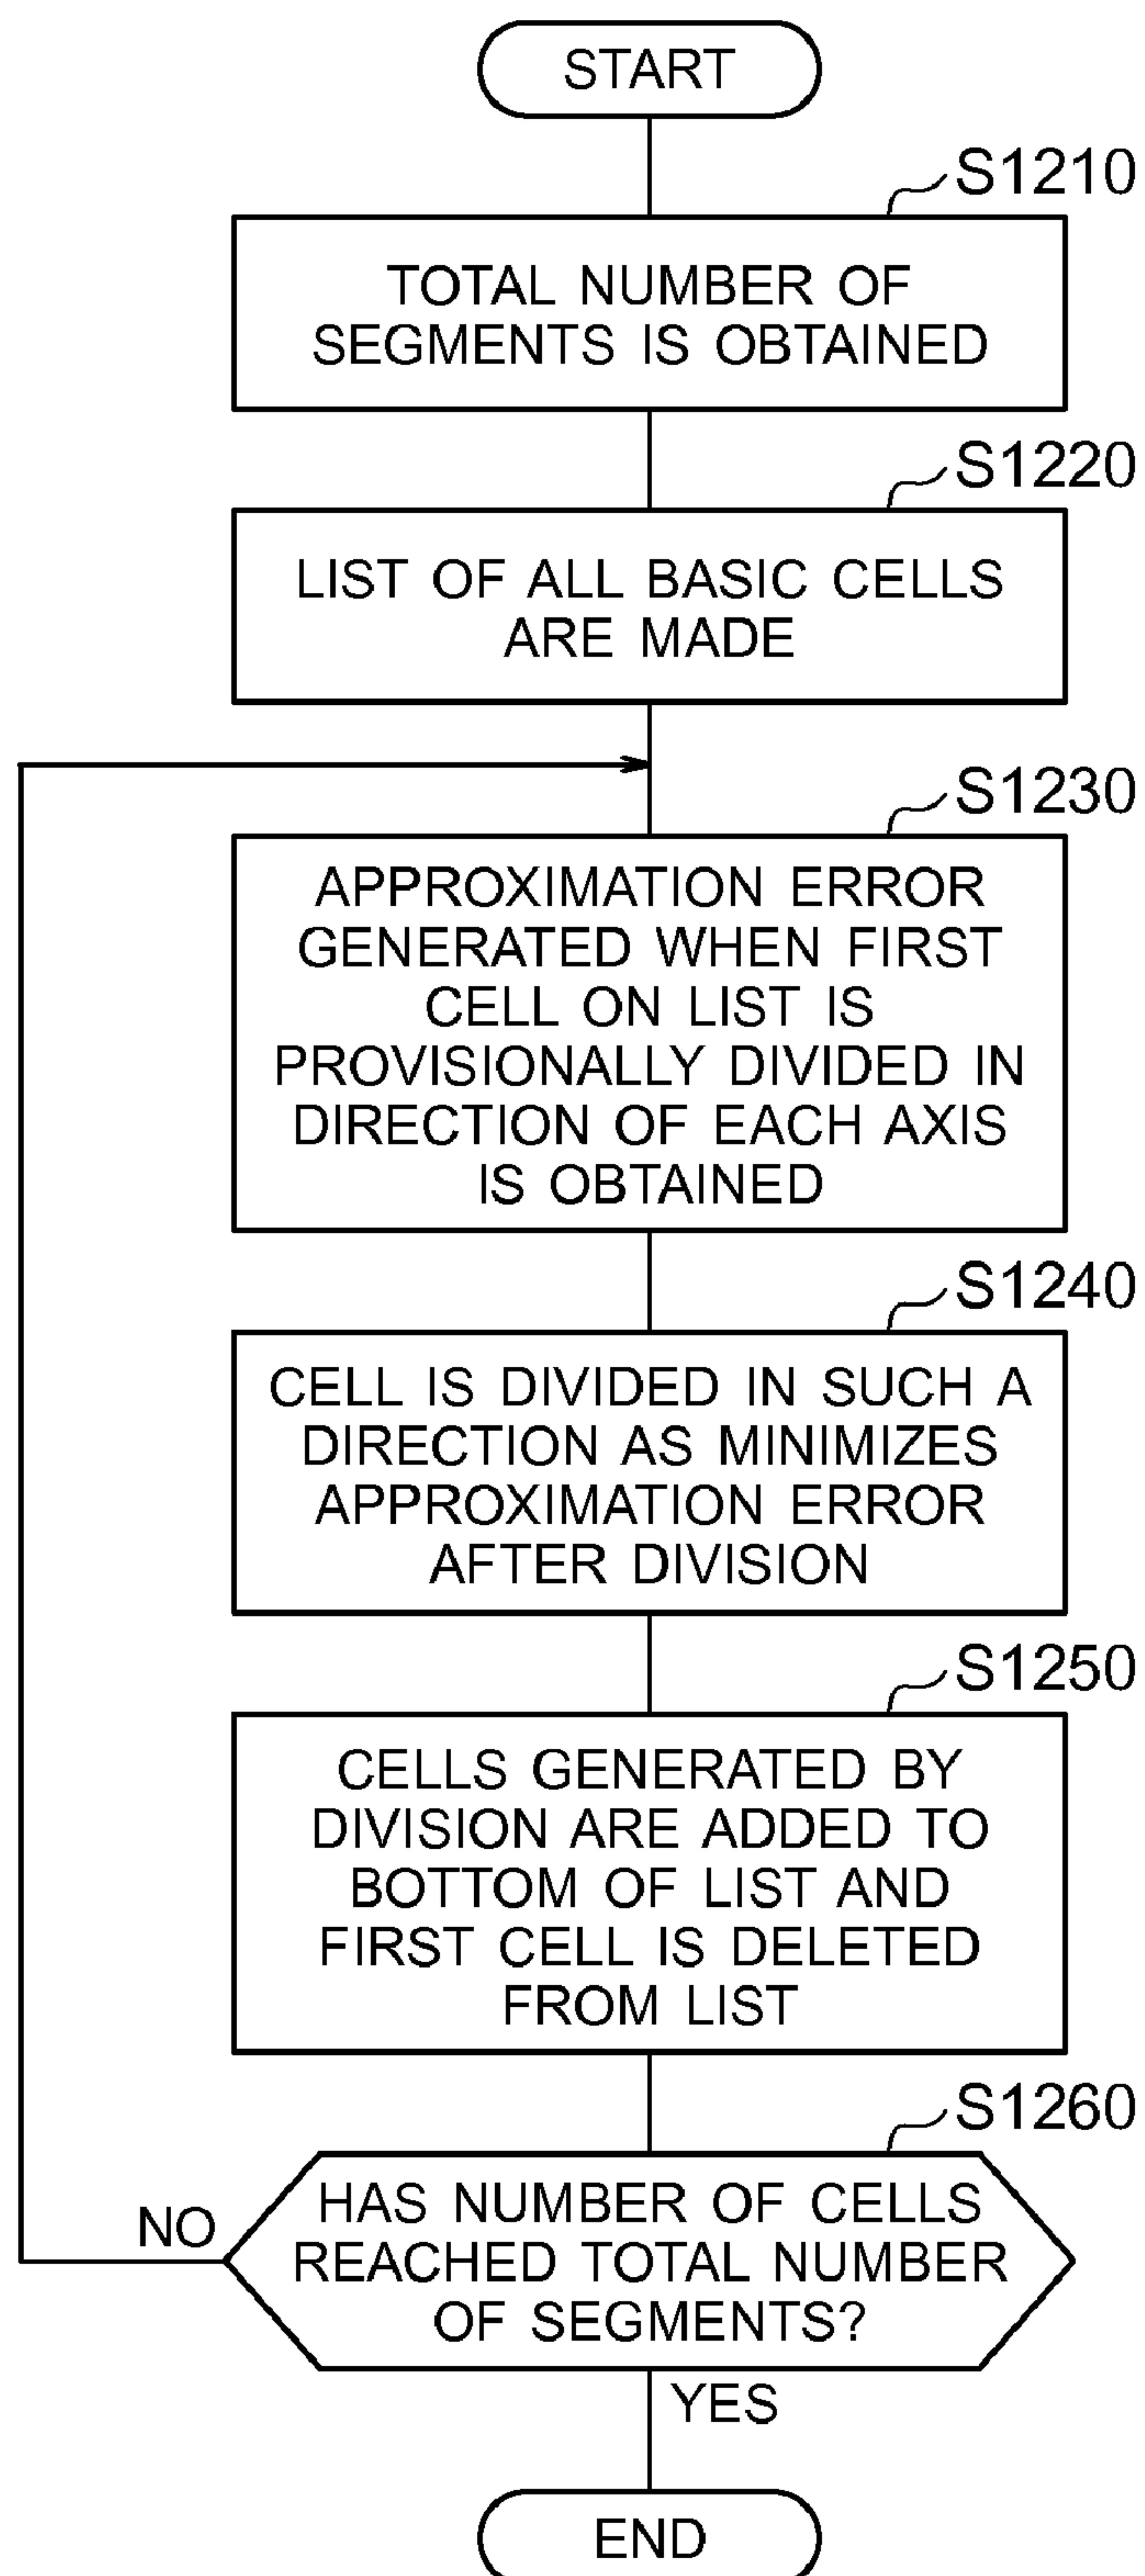 START
S1210
TOTAL NUMBER OF
SEGMENTS IS OBTAINED
S1220
LIST OF ALL BASIC CELLS
ARE MADE
S1230
APPROXIMATION ERROR
GENERATED WHEN FIRST
CELL ON LIST IS
PROVISIONALLY DIVIDED IN
DIRECTION OF EACH AXIS
IS OBTAINED
S1240
CELL IS DIVIDED IN SUCH A
DIRECTION AS MINIMIZES
APPROXIMATION ERROR
AFTER DIVISION
S1250
CELLS GENERATED BY
DIVISION ARE ADDED TO
BOTTOM OF LIST AND
FIRST CELL IS DELETED
FROM LIST
S1260
HAS NUMBER OF CELLS
REACHED TOTAL NUMBER
OF SEGMENTS?
NO
YES
END